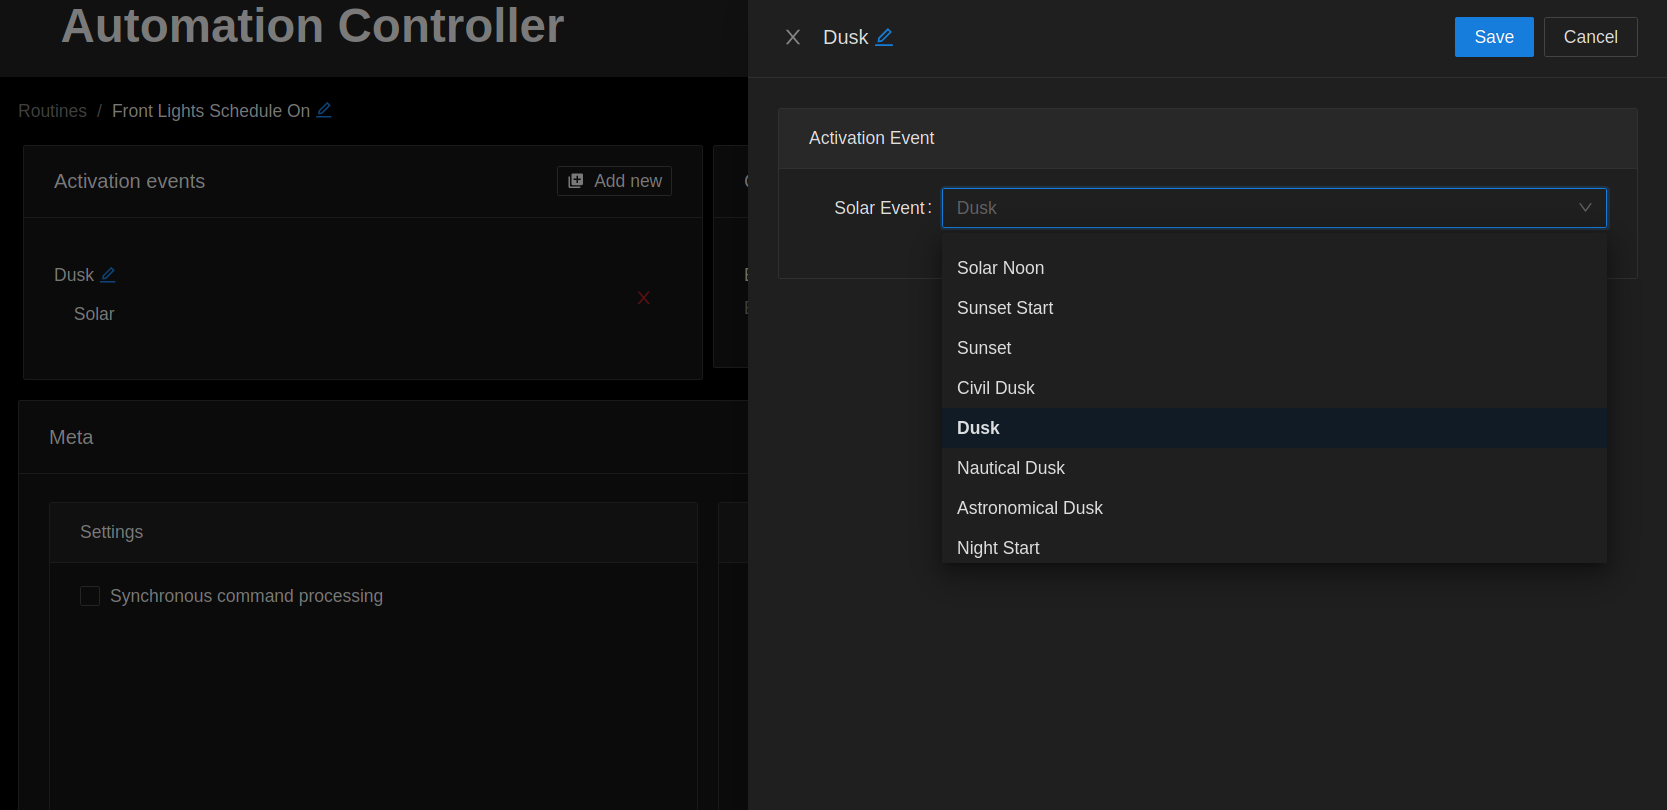 Automation Controller
Routines / Front Lights Schedule On
Activation events
Add new
Dusk
Solar
Meta
Settings
Synchronous command processing
Dusk
Save
Cancel
Activation Event
Solar Event:
Dusk
Solar Noon
Sunset Start
Sunset
Civil Dusk
Dusk
Nautical Dusk
Astronomical Dusk
Night Start